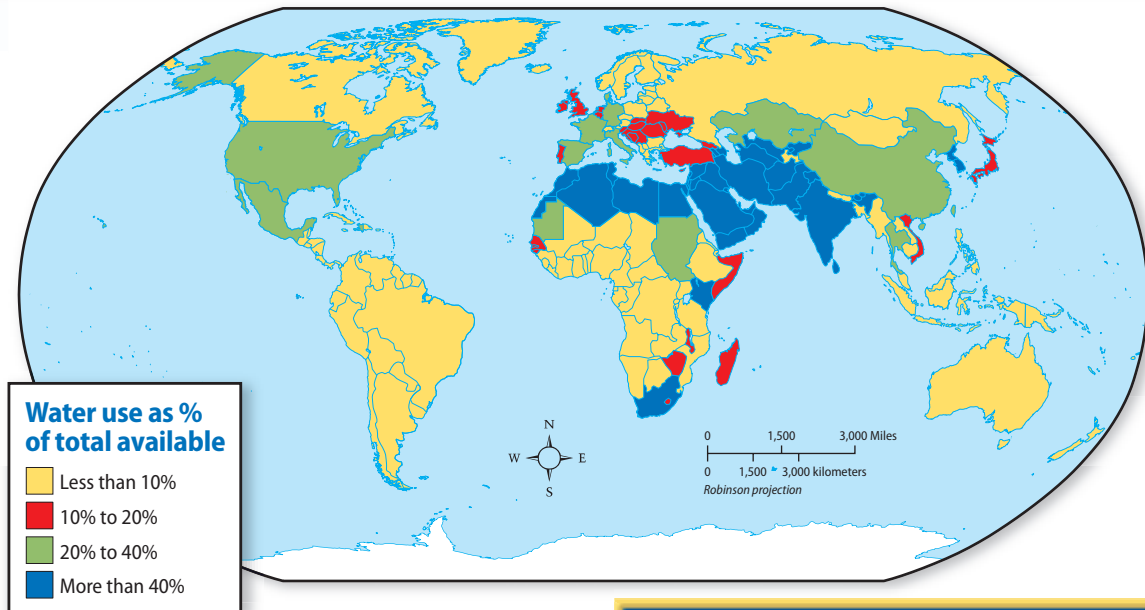 Water use as %
of total available
Less than 10%
10% to 20%
20% to 40%
More than 40%
N
W E
S
0 1,500 3,000 Miles
0 1,500 3,000 kilometers
Robinson projection